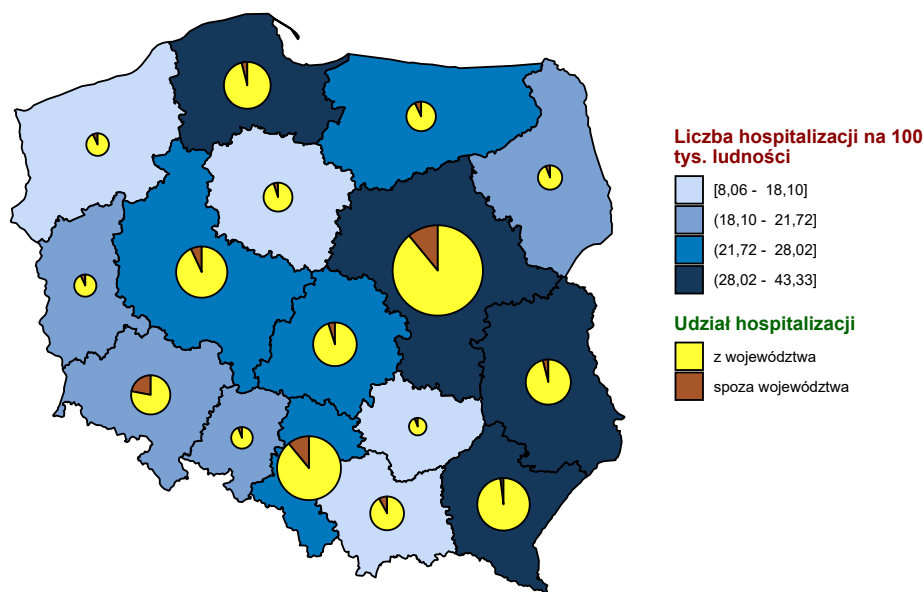 Liczba hospitalizacji na 100
tys. ludności
[8,06 - 18,10]
(18,10 - 21,72]
(21,72 - 28,02]
(28,02 - 43,33]
Udział hospitalizacji
z województwa
spoza województwa